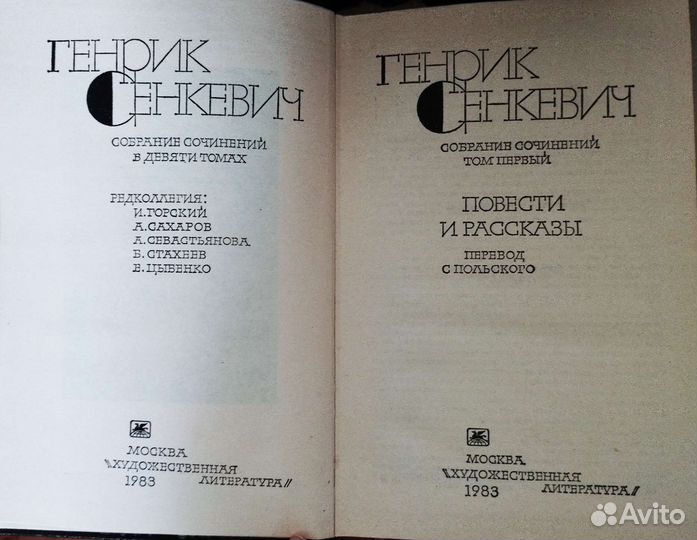 ГЕНРИК
СЕНКЕВИЧ
СОБРАНИЕ СОЧИНЕНИЙ
В ДЕВЯТИ ТОМАХ
РЕДКОЛЛЕГИЯ:
И. ГОРСКИЙ
А. САХАРОВ
А. СЕВАСТЬЯНОВА
Б. СТАХЕЕВ
Е. ЦЫБЕНКО
МОСКВА
«ХУДОЖЕСТВЕННАЯ
ЛИТЕРАТУРА»
1983
ГЕНРИК
СЕНКЕВИЧ
СОБРАНИЕ СОЧИНЕНИЙ
ТОМ ПЕРВЫЙ
ПОВЕСТИ
И РАССКАЗЫ
ПЕРЕВОД
С ПОЛЬСКОГО
МОСКВА
«ХУДОЖЕСТВЕННАЯ
ЛИТЕРАТУРА»
1983
Avito